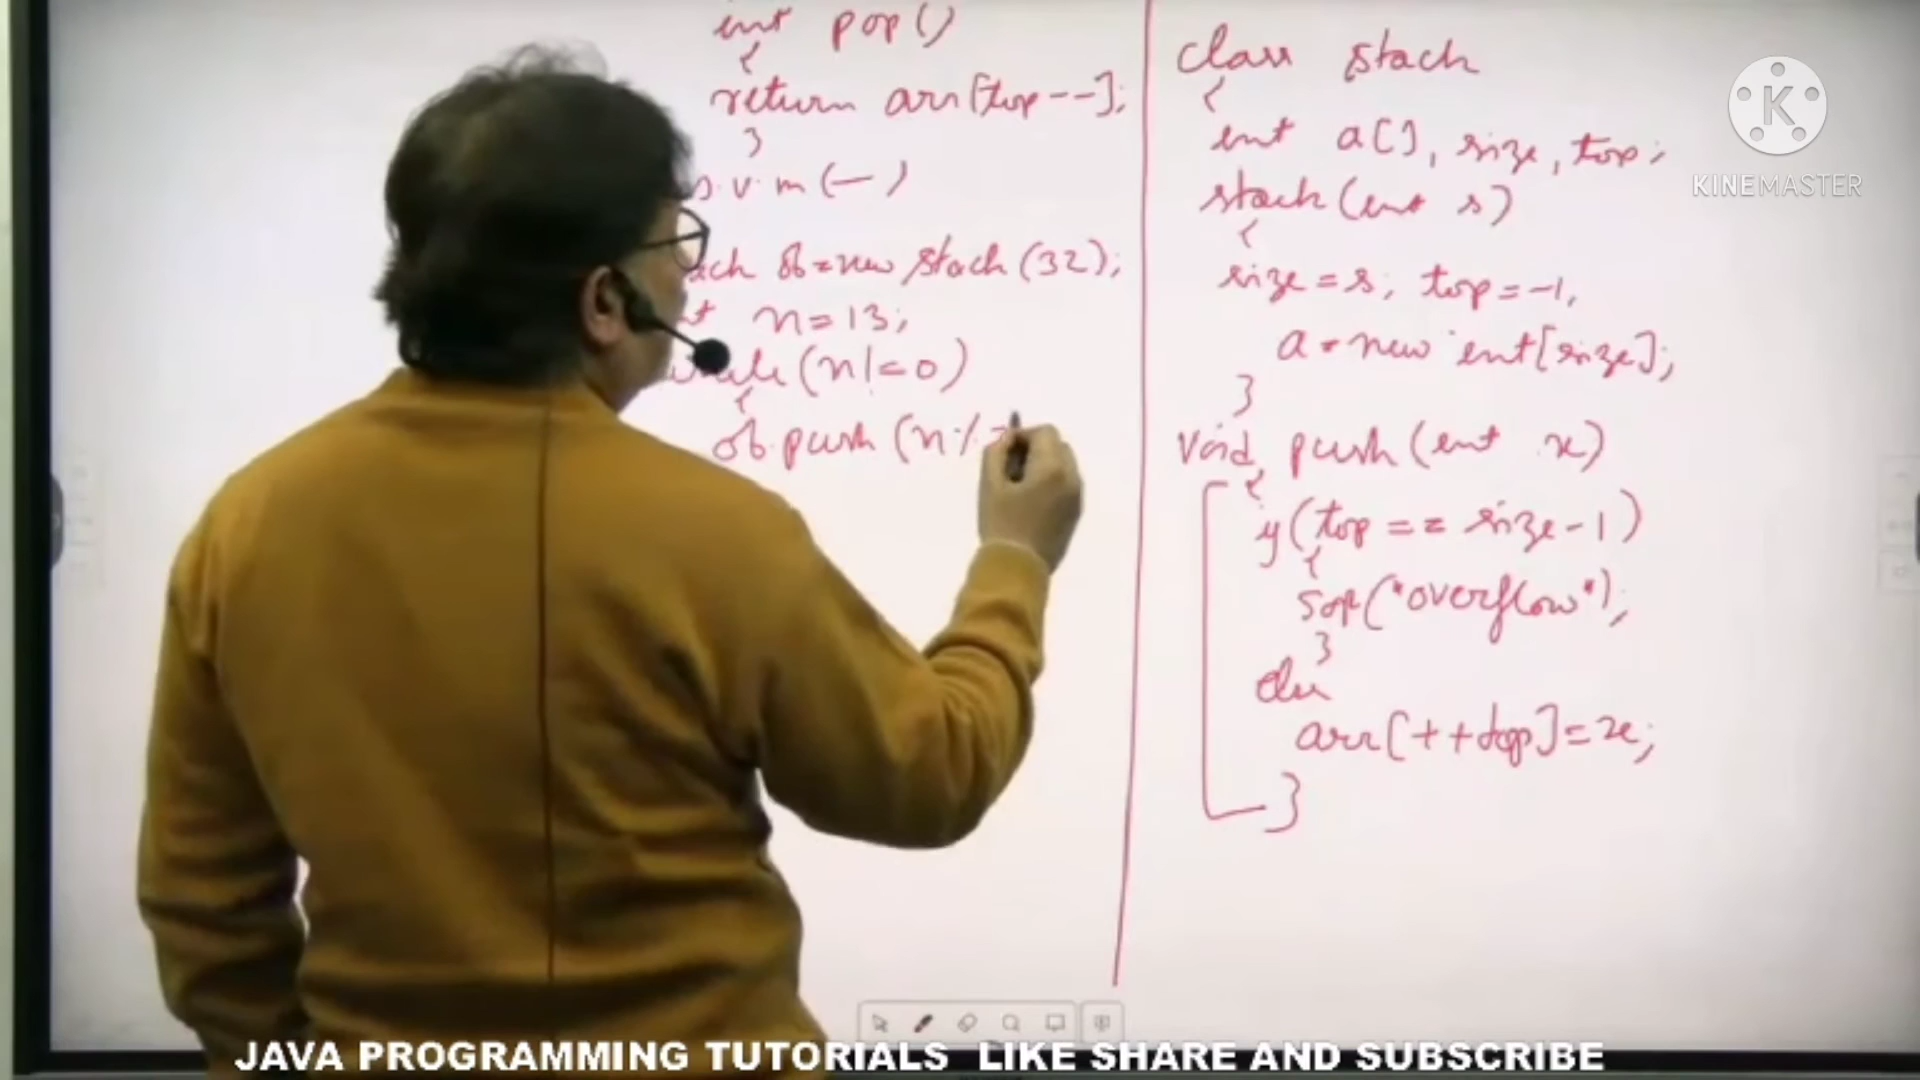 class stack
{
int a[], size, top;
stack(int s)
{
size=s; top=-1,
a=new int[size];
}
void push(int x)
{
if(top==size-1)
{
sop("overflow");
}
else
arr[++top]=x;
}
int pop()
{
return arr[top--];
}
s.v.m(—)
ob=new stack(32);
n=13;
while(n!=0)
{
ob.push(n%
K
KINEMASTER
JAVA PROGRAMMING TUTORIALS LIKE SHARE AND SUBSCRIBE